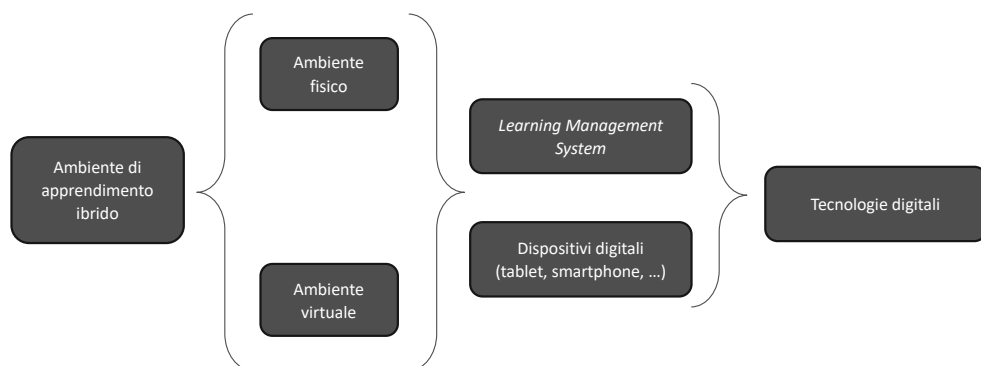 Ambiente di
apprendimento
ibrido
Ambiente
fisico
Ambiente
virtuale
Learning Management
System
Dispositivi digitali
(tablet, smartphone, …)
Tecnologie digitali